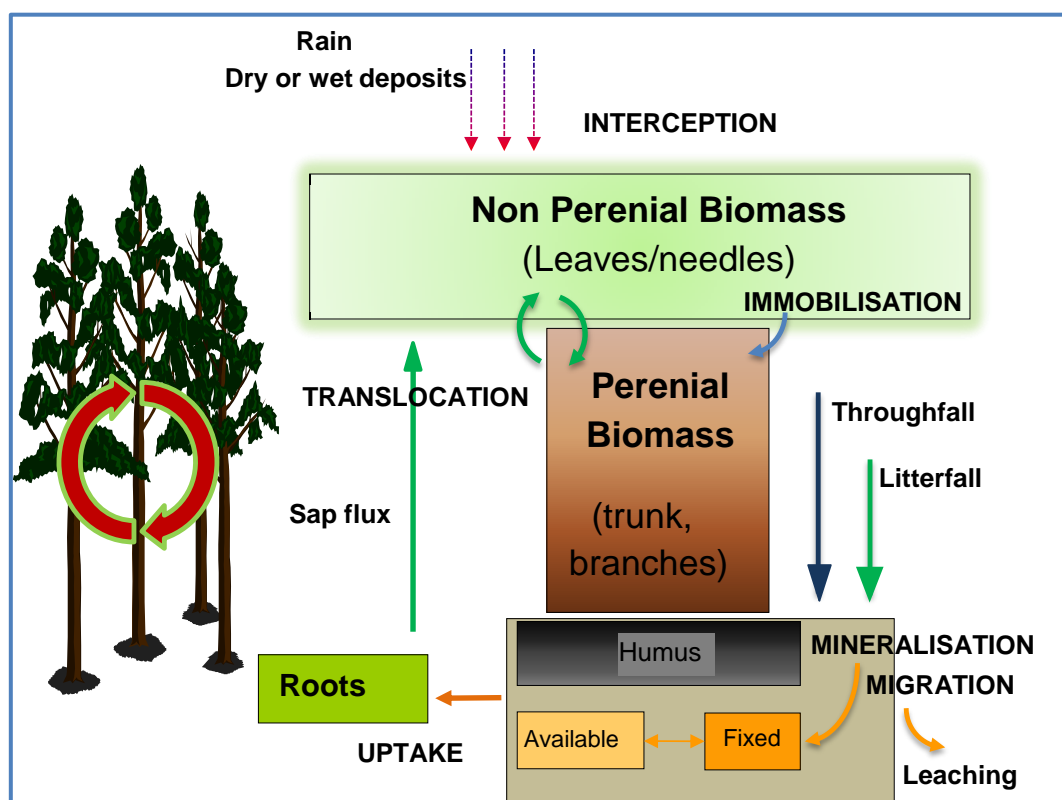 Rain
Dry or wet deposits
INTERCEPTION
Non Perenial Biomass
(Leaves/needles)
IMMOBILISATION
TRANSLOCATION
Perenial
Biomass
(trunk,
branches)
Throughfall
Litterfall
Sap flux
Humus
MINERALISATION
MIGRATION
Roots
Available
Fixed
UPTAKE
Leaching